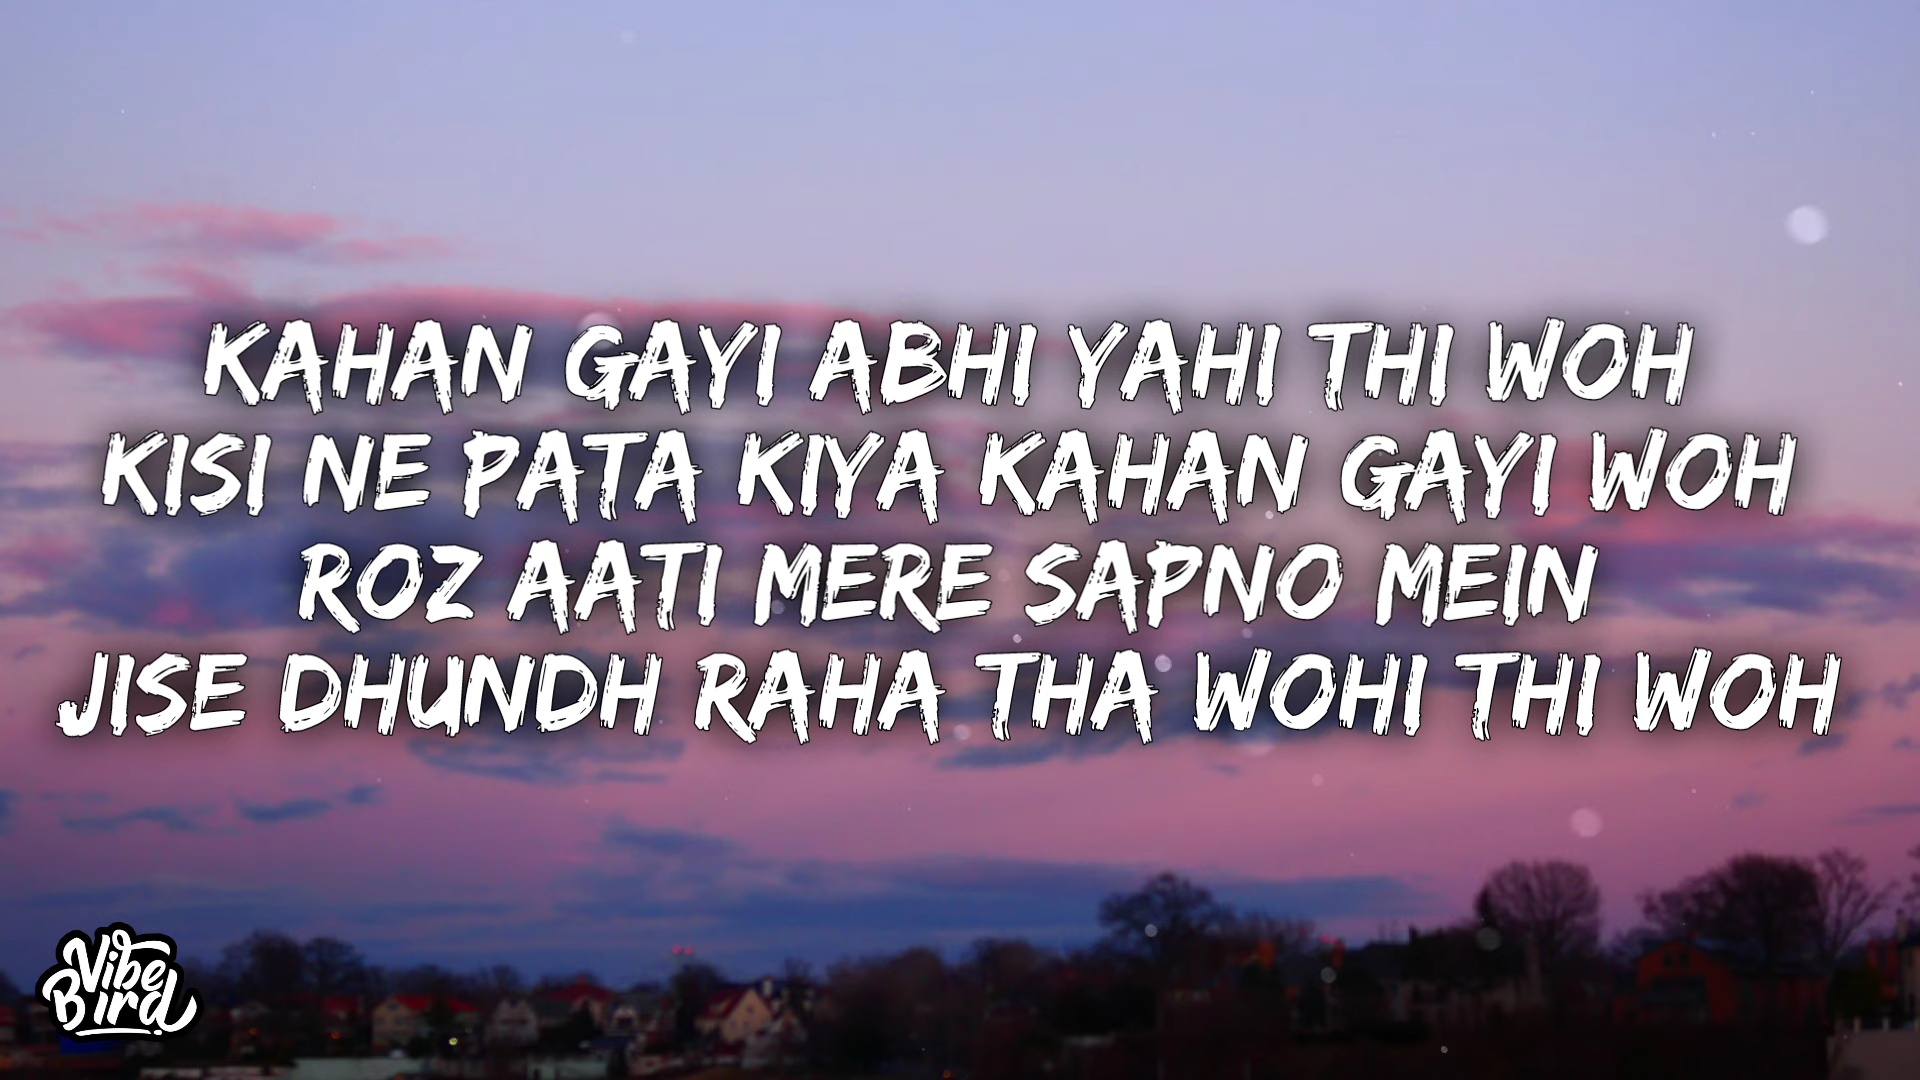 KAHAN GAYI ABHI YAHI THI WOH
KISI NE PATA KIYA KAHAN GAYI WOH
ROZ AATI MERE SAPNO MEIN
JISE DHUNDH RAHA THA WOHI THI WOH
Vibe
Bird